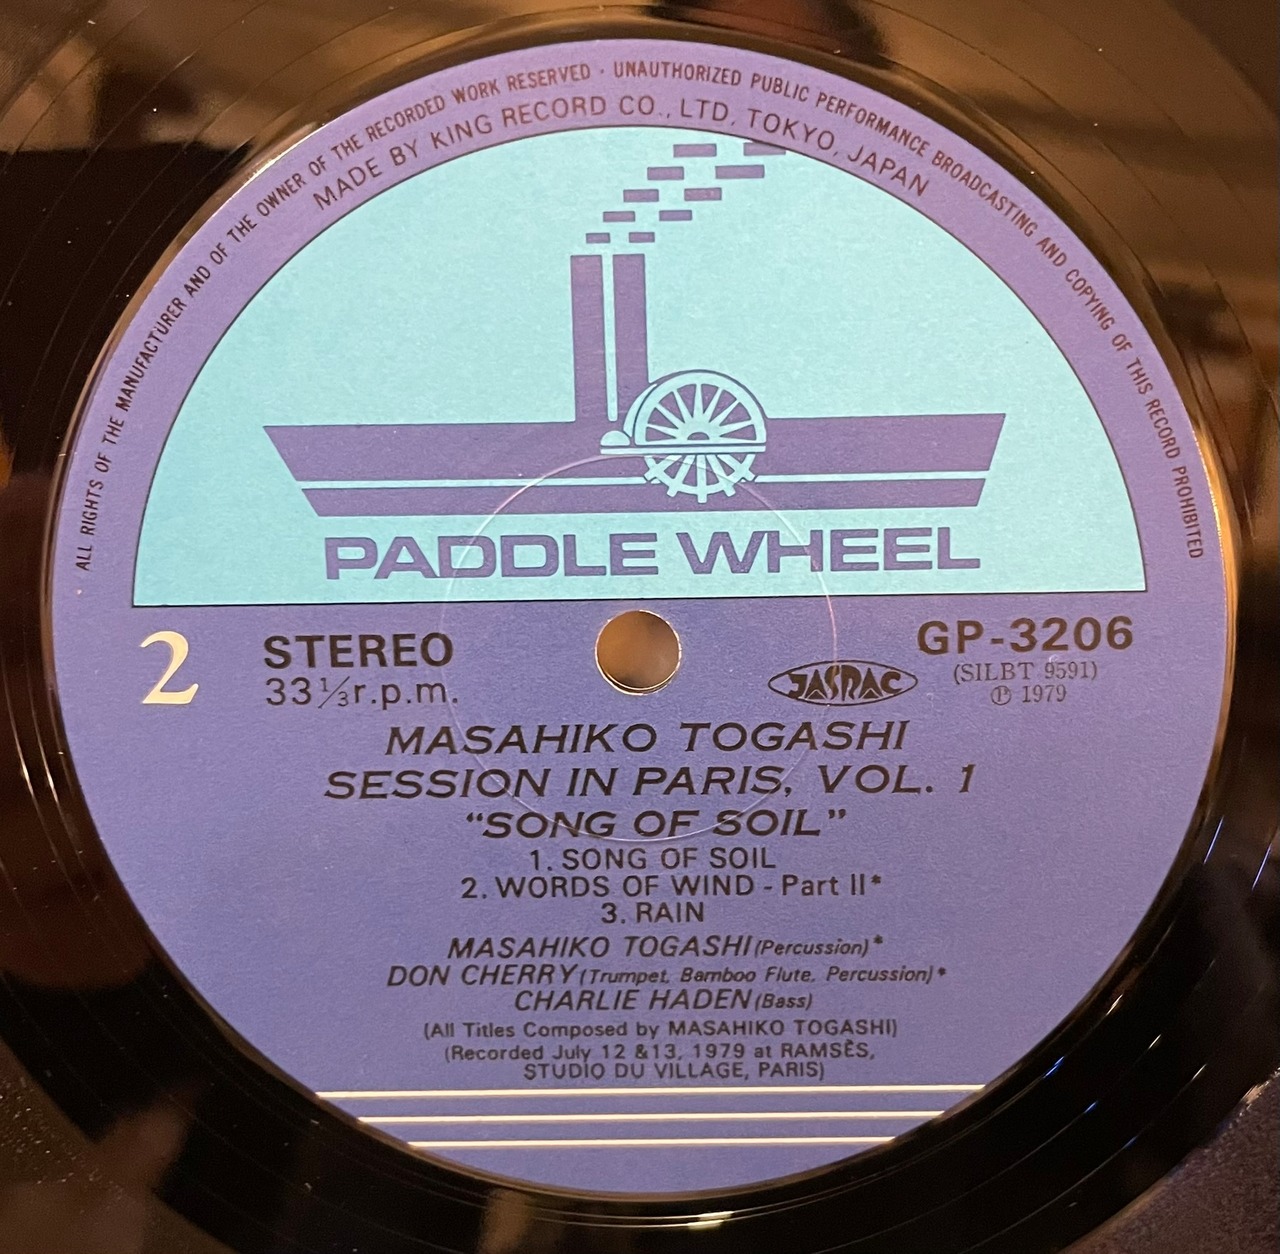 ALL RIGHTS OF THE MANUFACTURER AND OF THE OWNER OF THE RECORDED WORK RESERVED · UNAUTHORIZED PUBLIC PERFORMANCE BROADCASTING AND COPYING OF THIS RECORD PROHIBITED
MADE BY KING RECORD CO., LTD. TOKYO, JAPAN
PADDLE WHEEL
2
STEREO
33⅓r.p.m.
JASRAC
GP-3206
(SILBT 9591)
Ⓟ 1979
MASAHIKO TOGASHI
SESSION IN PARIS, VOL. 1
“SONG OF SOIL”
1. SONG OF SOIL
2. WORDS OF WIND - Part II*
3. RAIN
MASAHIKO TOGASHI (Percussion)*
DON CHERRY (Trumpet, Bamboo Flute, Percussion)*
CHARLIE HADEN (Bass)
(All Titles Composed by MASAHIKO TOGASHI)
(Recorded July 12 &13, 1979 at RAMSÈS,
STUDIO DU VILLAGE, PARIS)